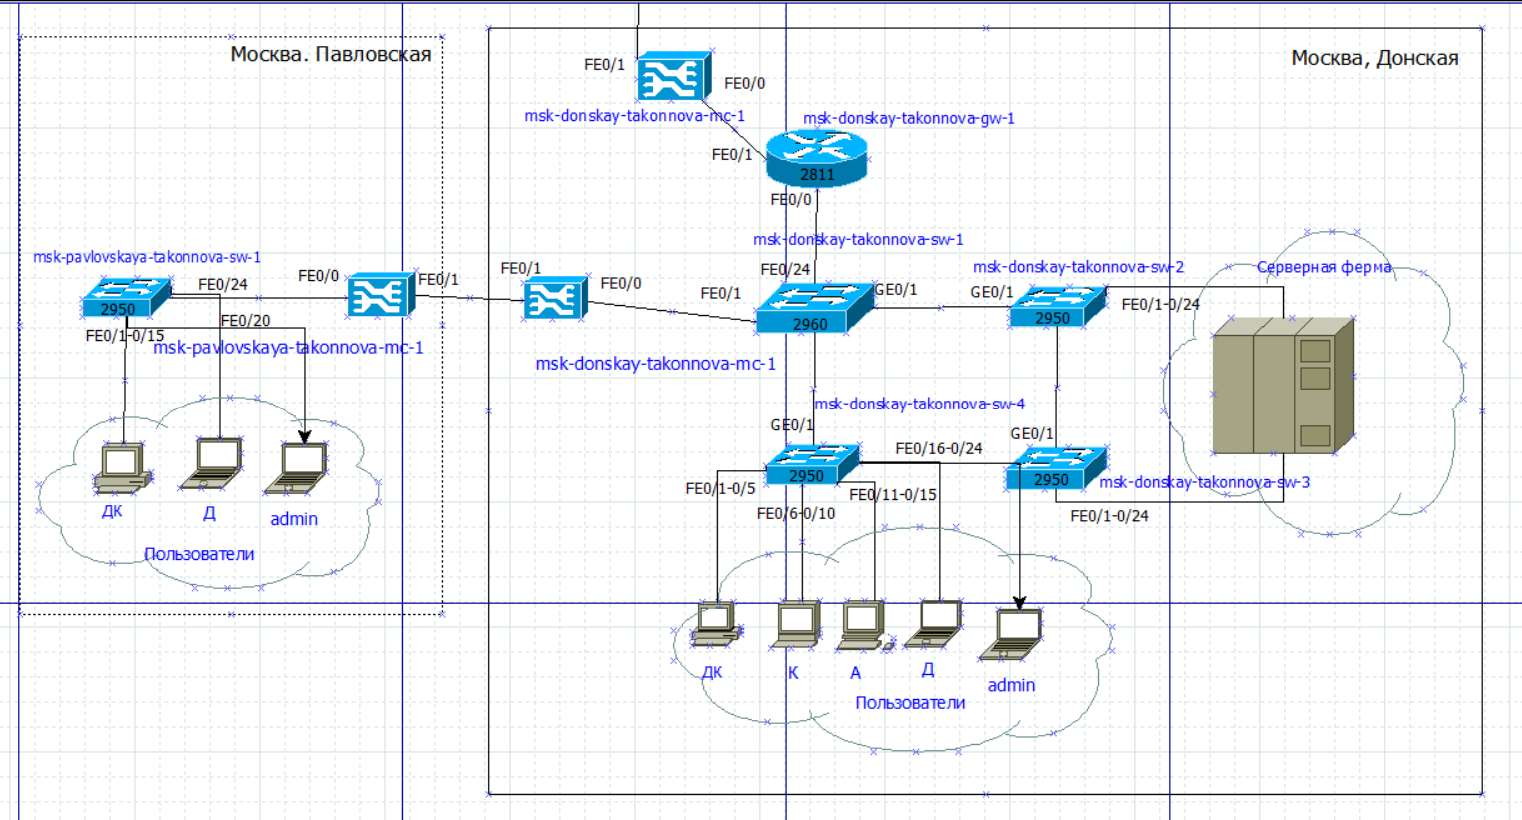 Москва. Павловская
Москва, Донская
FE0/1
FE0/0
msk-donskay-takonnova-mc-1
msk-donskay-takonnova-gw-1
FE0/1
2811
FE0/0
msk-donskay-takonnova-sw-1
msk-pavlovskaya-takonnova-sw-1
FE0/24
2950
FE0/1-0/15
FE0/20
FE0/0
FE0/1
msk-pavlovskaya-takonnova-mc-1
ДК
Д
admin
Пользователи
FE0/1
FE0/0
msk-donskay-takonnova-mc-1
FE0/24
FE0/1
2960
GE0/1
GE0/1
msk-donskay-takonnova-sw-2
2950
FE0/1-0/24
Серверная ферма
msk-donskay-takonnova-sw-4
GE0/1
2950
FE0/16-0/24
GE0/1
2950
msk-donskay-takonnova-sw-3
FE0/1-0/24
FE0/1-0/5
FE0/6-0/10
FE0/11-0/15
ДК
К
А
Д
admin
Пользователи